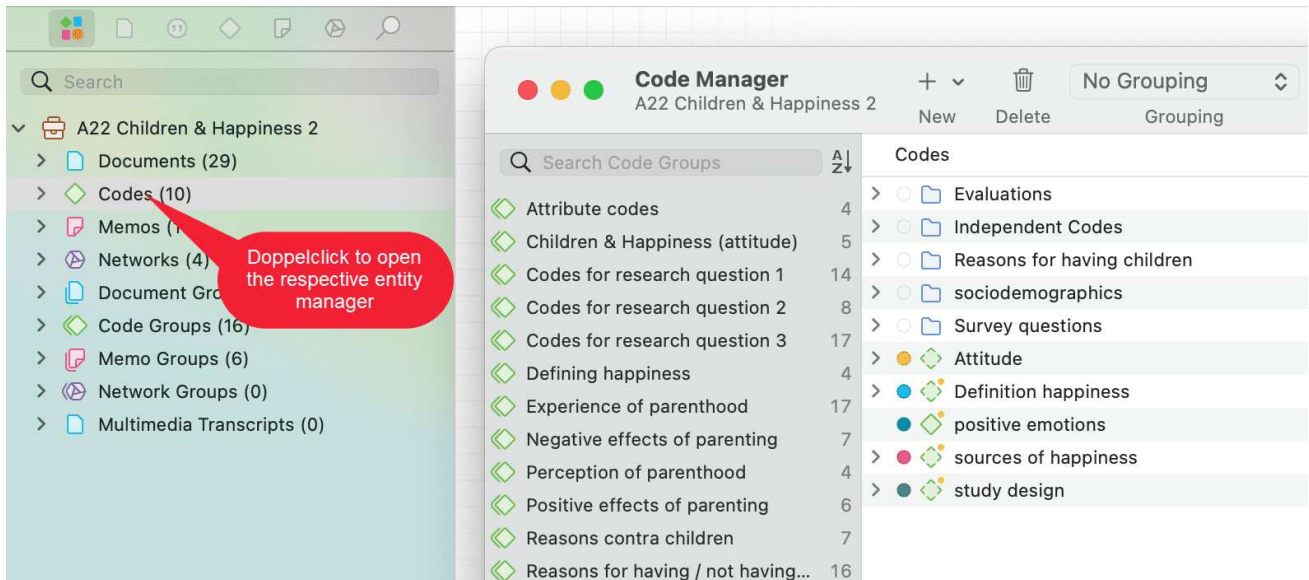 Search
A22 Children & Happiness 2
Documents (29)
Codes (10)
Memos (1
Networks (4)
Document Gro
Code Groups (16)
Memo Groups (6)
Network Groups (0)
Multimedia Transcripts (0)
Doppelclick to open
the respective entity
manager
Code Manager
A22 Children & Happiness 2
New
Delete
No Grouping
Grouping
Search Code Groups
Attribute codes 4
Children & Happiness (attitude) 5
Codes for research question 1 14
Codes for research question 2 8
Codes for research question 3 17
Defining happiness 4
Experience of parenthood 17
Negative effects of parenting 7
Perception of parenthood 4
Positive effects of parenting 6
Reasons contra children 7
Reasons for having / not having... 16
Codes
Evaluations
Independent Codes
Reasons for having children
sociodemographics
Survey questions
Attitude
Definition happiness
positive emotions
sources of happiness
study design